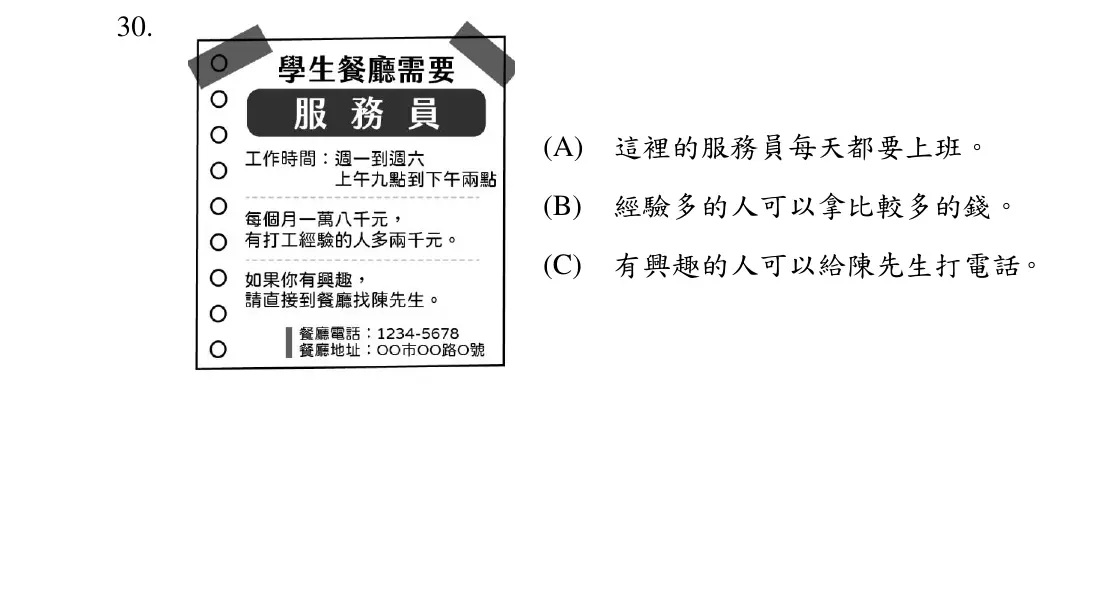 30.
學生餐廳需要
服務員
工作時間：週一到週六
上午九點到下午兩點
每個月一萬八千元，
有打工經驗的人多兩千元。
如果你有興趣，
請直接到餐廳找陳先生。
餐廳電話：1234-5678
餐廳地址：OO市OO路O號
(A) 這裡的服務員每天都要上班。
(B) 經驗多的人可以拿比較多的錢。
(C) 有興趣的人可以給陳先生打電話。